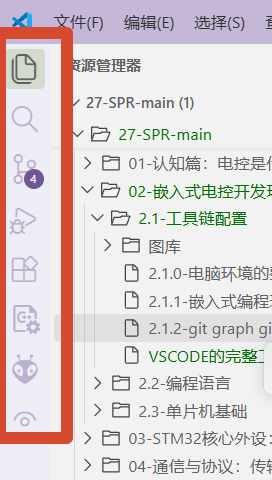 文件(F) 编辑(E) 选择(S)
资源管理器
27-SPR-main (1)
27-SPR-main
01-认知篇：电控是
02-嵌入式电控开发
2.1-工具链配置
图库
2.1.0-电脑环境的
2.1.1-嵌入式编程
2.1.2-git graph gi
VSCODE的完整
2.2-编程语言
2.3-单片机基础
03-STM32核心外设：
04-通信与协议：传
4